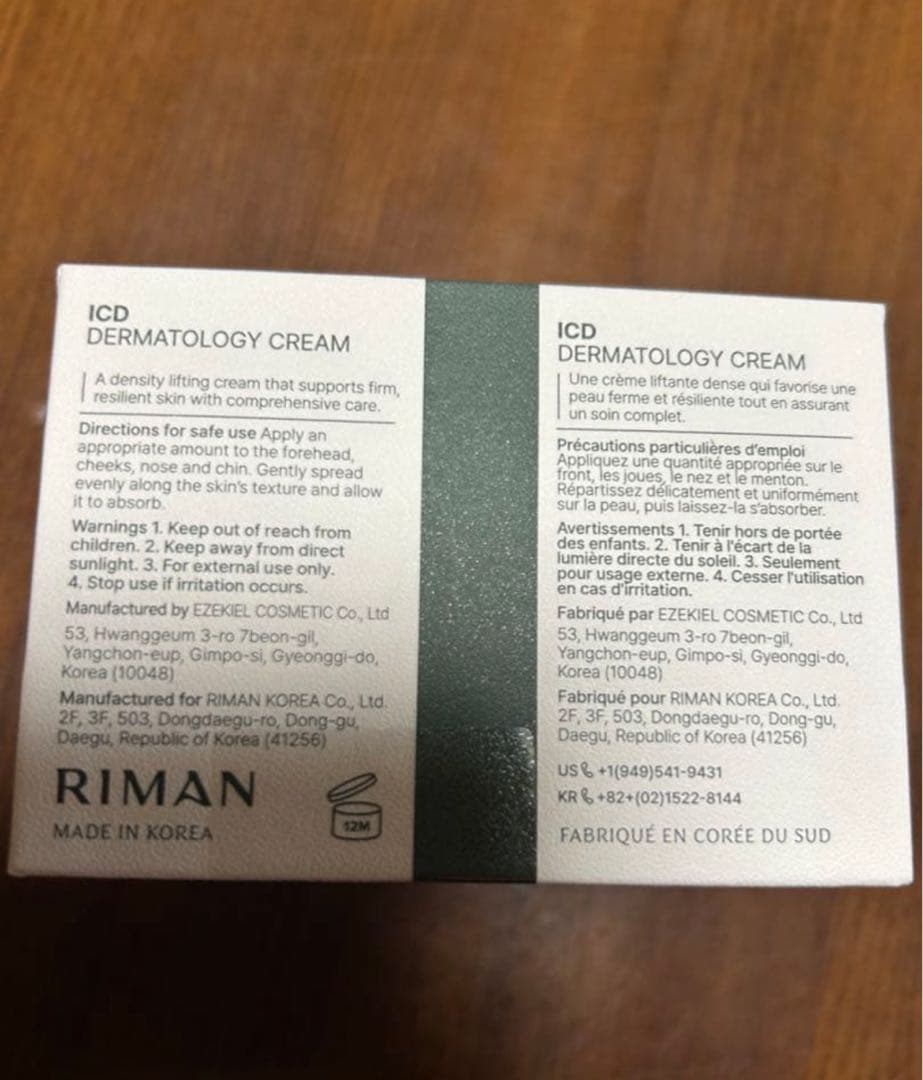 ICD
DERMATOLOGY CREAM
A density lifting cream that supports firm,
resilient skin with comprehensive care.
Directions for safe use Apply an
appropriate amount to the forehead,
cheeks, nose and chin. Gently spread
evenly along the skin's texture and allow
it to absorb.
Warnings 1. Keep out of reach from
children. 2. Keep away from direct
sunlight. 3. For external use only.
4. Stop use if irritation occurs.
Manufactured by EZEKIEL COSMETIC Co., Ltd
53, Hwanggeum 3-ro 7beon-gil,
Yangchon-eup, Gimpo-si, Gyeonggi-do,
Korea (10048)
Manufactured for RIMAN KOREA Co., Ltd.
2F, 3F, 503, Dongdaegu-ro, Dong-gu,
Daegu, Republic of Korea (41256)
RIMAN
MADE IN KOREA
12M
ICD
DERMATOLOGY CREAM
Une crème liftante dense qui favorise une
peau ferme et résiliente tout en assurant
un soin complet.
Précautions particulières d'emploi
Appliquez une quantité appropriée sur le
front, les joues, le nez et le menton.
Répartissez délicatement et uniformément
sur la peau, puis laissez-la s'absorber.
Avertissements 1. Tenir hors de portée
des enfants. 2. Tenir à l'écart de la
lumière directe du soleil. 3. Seulement
pour usage externe. 4. Cesser l'utilisation
en cas d'irritation.
Fabriqué par EZEKIEL COSMETIC Co., Ltd
53, Hwanggeum 3-ro 7beon-gil,
Yangchon-eup, Gimpo-si, Gyeonggi-do,
Korea (10048)
Fabriqué pour RIMAN KOREA Co., Ltd.
2F, 3F, 503, Dongdaegu-ro, Dong-gu,
Daegu, Republic of Korea (41256)
US +1(949)541-9431
KR +82+(02)1522-8144
FABRIQUÉ EN CORÉE DU SUD